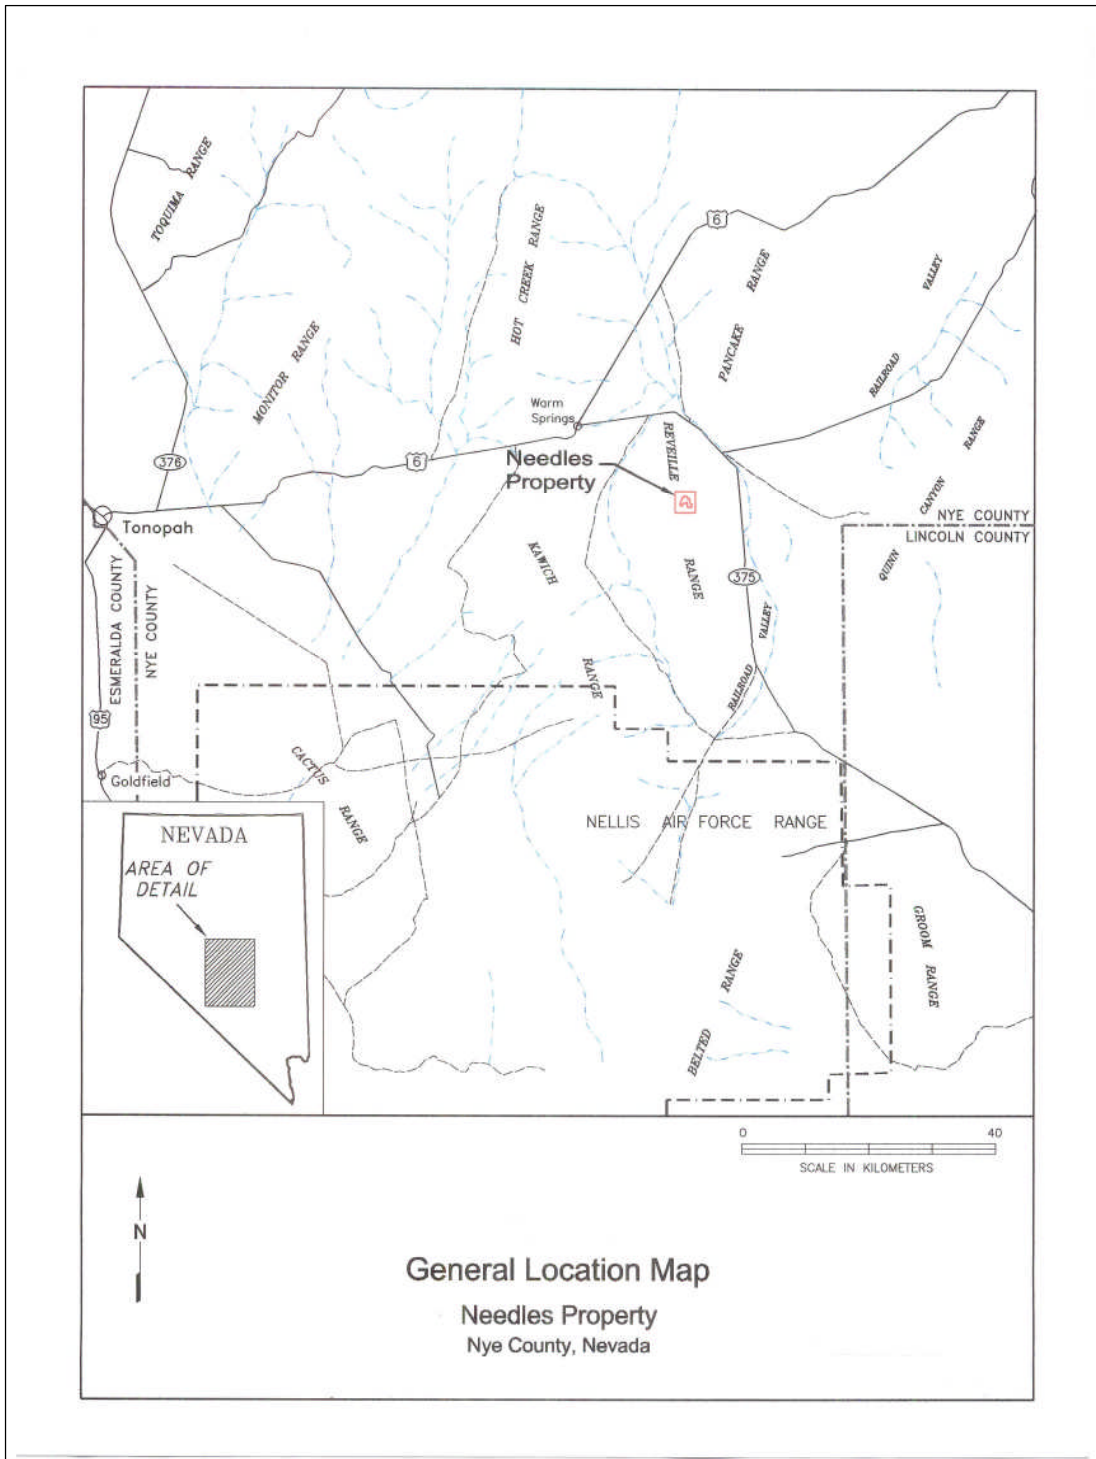 TOQUIMA RANGE
6
HOT CREEK RANGE
PANCAKE RANGE
RAILROAD VALLEY
MONITOR RANGE
Warm
Springs
REVEILLE RANGE
376
6
Needles
Property
QUINN CANYON RANGE
Tonopah
NYE COUNTY
LINCOLN COUNTY
KAWICH RANGE
375
ESMERALDA COUNTY
NYE COUNTY
RAILROAD VALLEY
95
Goldfield
CACTUS RANGE
NELLIS AIR FORCE RANGE
NEVADA
AREA OF
DETAIL
GROOM RANGE
BELTED RANGE
0 40
SCALE IN KILOMETERS
N
General Location Map
Needles Property
Nye County, Nevada